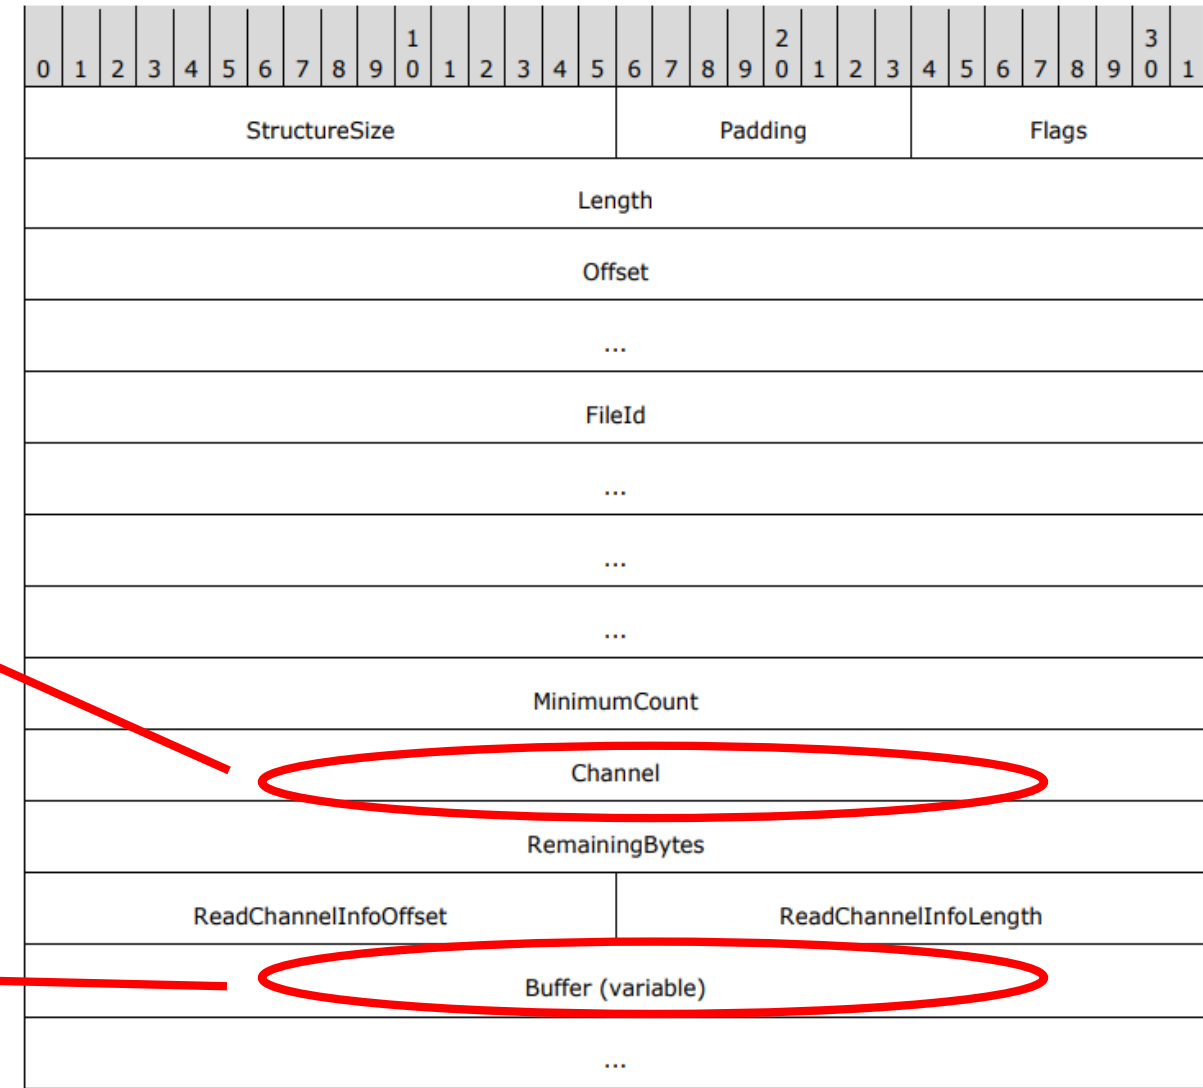 1 2 3
0 1 2 3 4 5 6 7 8 9 0 1 2 3 4 5 6 7 8 9 0 1 2 3 4 5 6 7 8 9 0 1
StructureSize Padding Flags
Length
Offset
...
FileId
...
...
...
MinimumCount
Channel
RemainingBytes
ReadChannelInfoOffset ReadChannelInfoLength
Buffer (variable)
...